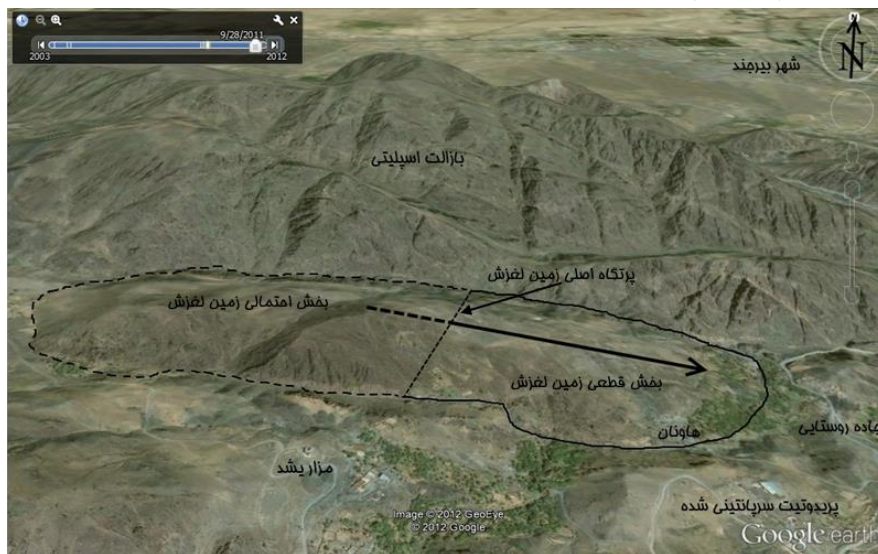 9/28/2011
2003
2012
N
شهر بیرجند
بازالت اسپلیتی
پرتگاه اصلی زمین لغزش
بخش احتمالی زمین لغزش
بخش قطعی زمین لغزش
هاونان
جاده روستایی
مزار یشد
پریدوتیت سرپانتینی شده
Image © 2012 GeoEye
© 2012 Google
Google earth